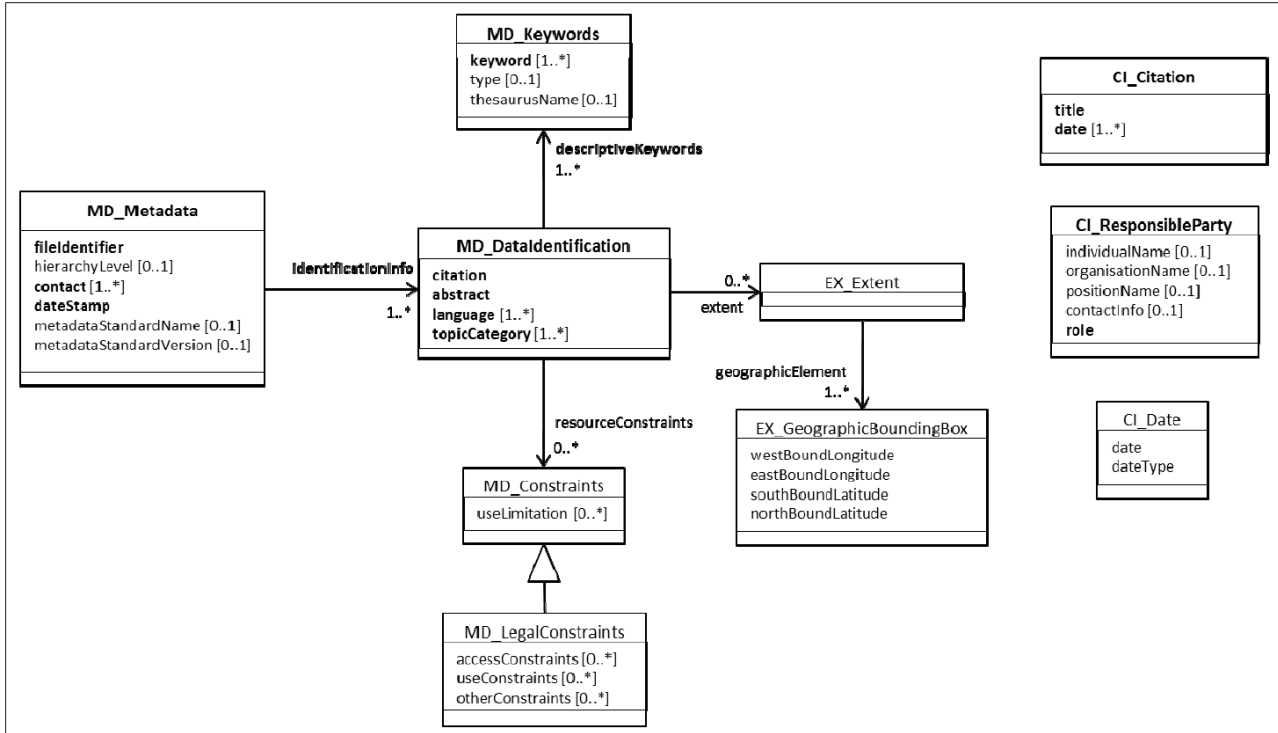 MD_Keywords
keyword [1..*]
type [0..1]
thesaurusName [0..1]
descriptiveKeywords
1..*
MD_Metadata
fileIdentifier
hierarchyLevel [0..1]
contact [1..*]
dateStamp
metadataStandardName [0..1]
metadataStandardVersion [0..1]
identificationInfo
1..*
MD_DataIdentification
citation
abstract
language [1..*]
topicCategory [1..*]
0..*
extent
EX_Extent
geographicElement
1..*
EX_GeographicBoundingBox
westBoundLongitude
eastBoundLongitude
southBoundLatitude
northBoundLatitude
resourceConstraints
0..*
MD_Constraints
useLimitation [0..*]
MD_LegalConstraints
accessConstraints [0..*]
useConstraints [0..*]
otherConstraints [0..*]
CI_Citation
title
date [1..*]
CI_ResponsibleParty
individualName [0..1]
organisationName [0..1]
positionName [0..1]
contactInfo [0..1]
role
CI_Date
date
dateType